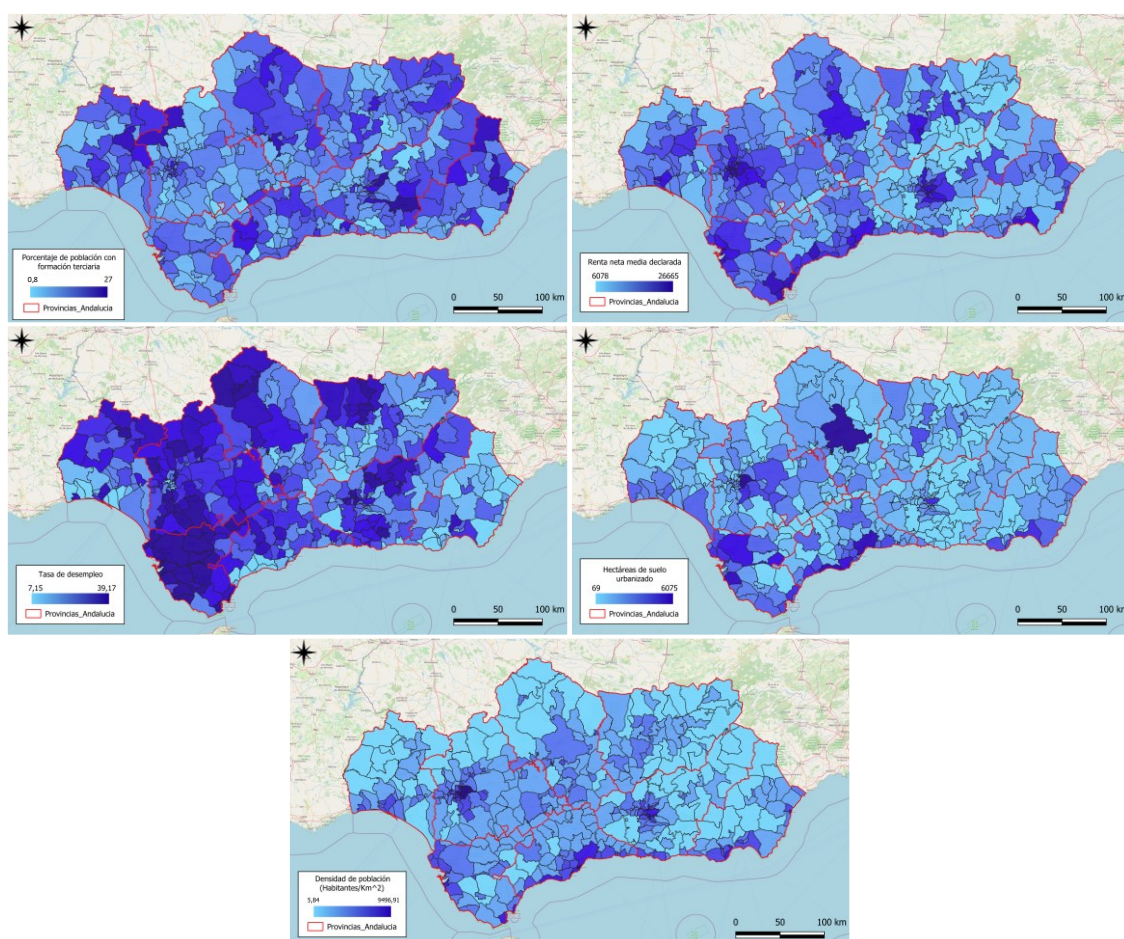 Porcentaje de población con
formación terciaria
0,8 27
Provincias_Andalucia
0 50 100 km
Renta neta media declarada
6078 26665
Provincias_Andalucia
0 50 100 km
Tasa de desempleo
7,15 39,17
Provincias_Andalucia
0 50 100 km
Hectáreas de suelo
urbanizado
69 6075
Provincias_Andalucia
0 50 100 km
Densidad de población
(Habitantes/Km^2)
5,84 9496,91
Provincias_Andalucia
0 50 100 km